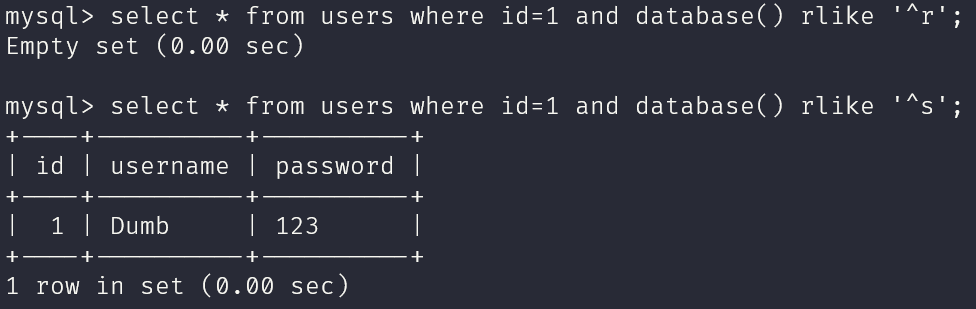 mysql> select * from users where id=1 and database() rlike '^r';
Empty set (0.00 sec)
mysql> select * from users where id=1 and database() rlike '^s';
+----+----------+----------+
| id | username | password |
+----+----------+----------+
| 1 | Dumb | 123 |
+----+----------+----------+
1 row in set (0.00 sec)